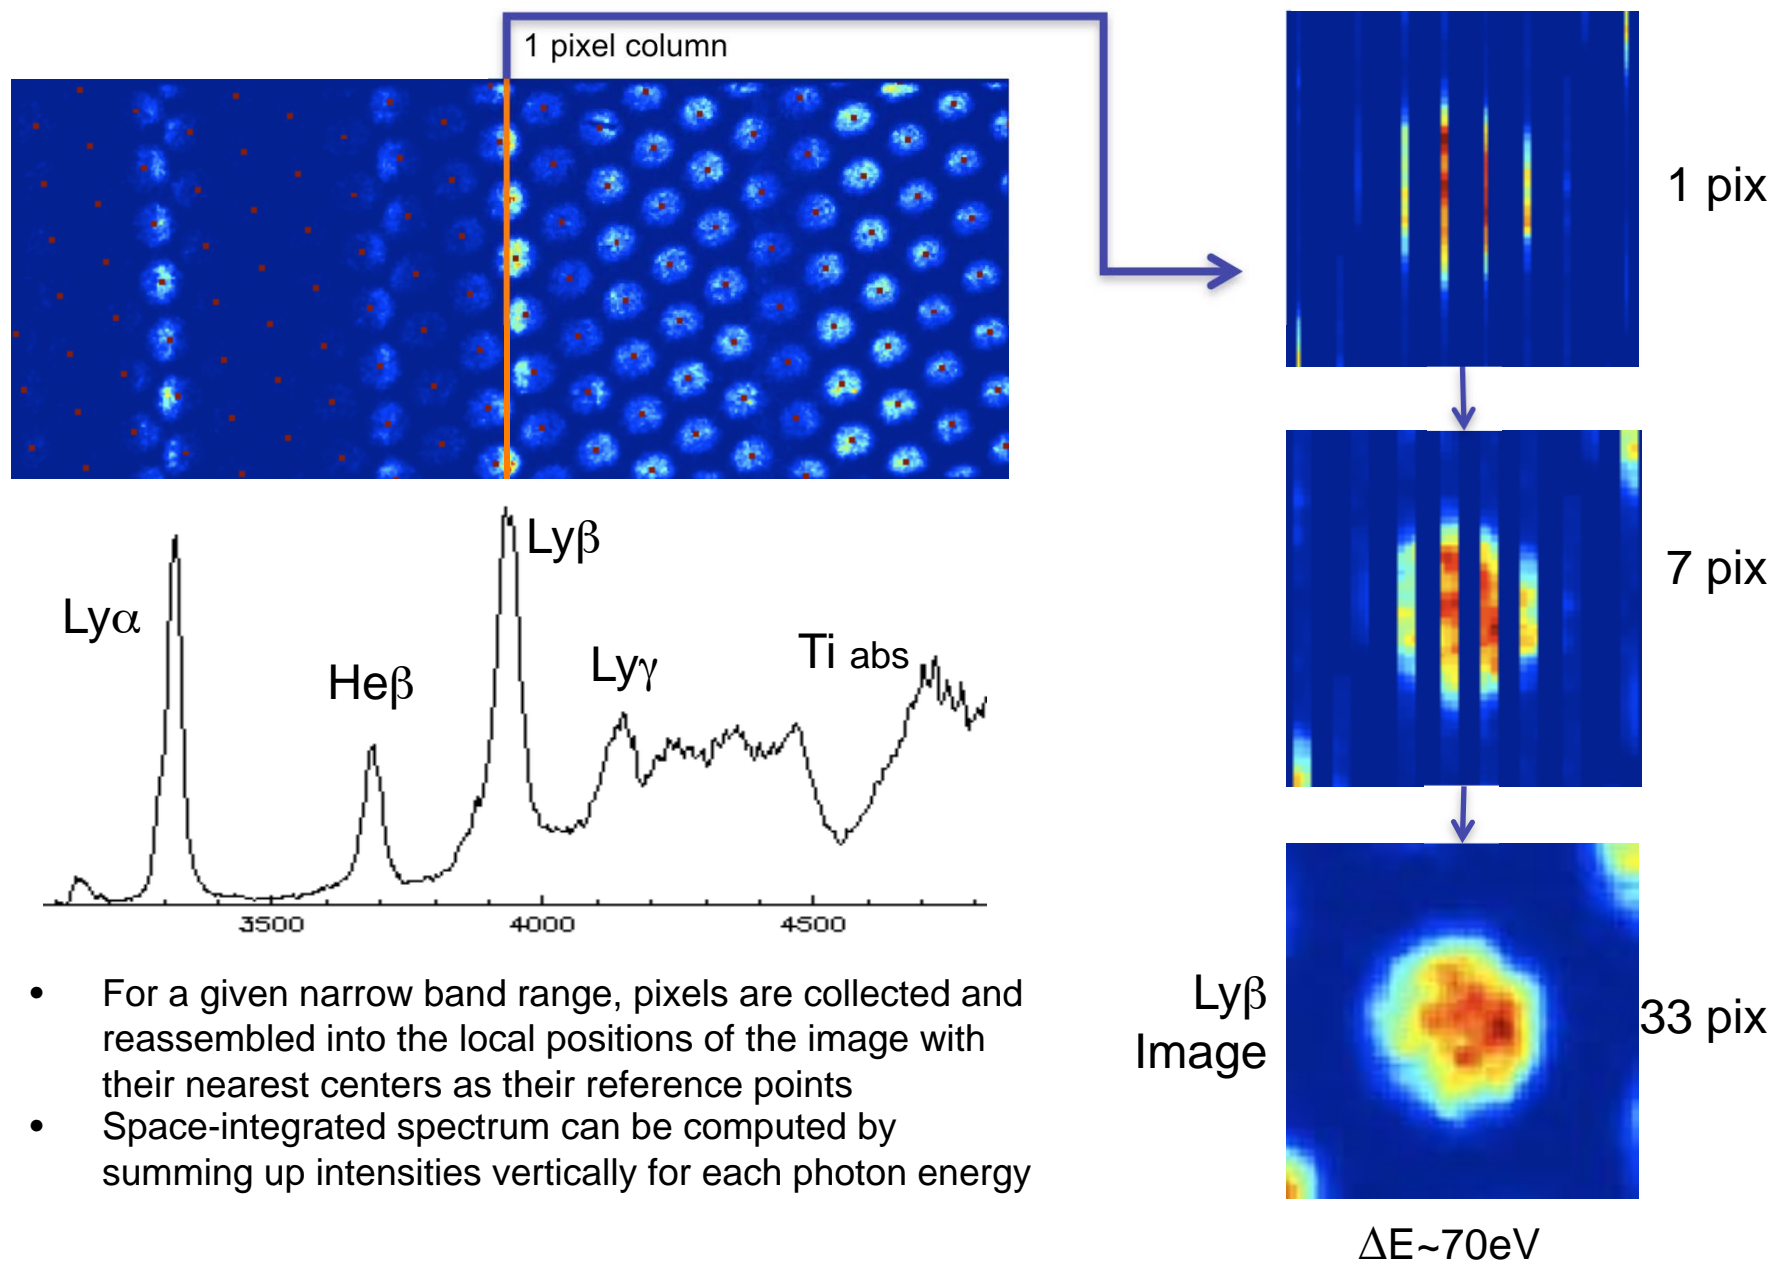 1 pixel column
1 pix
7 pix
Lyα
Heβ
Lyβ
Lyγ
Ti abs
3500
4000
4500
• For a given narrow band range, pixels are collected and
reassembled into the local positions of the image with
their nearest centers as their reference points
• Space-integrated spectrum can be computed by
summing up intensities vertically for each photon energy
Lyβ
Image
33 pix
ΔE~70eV